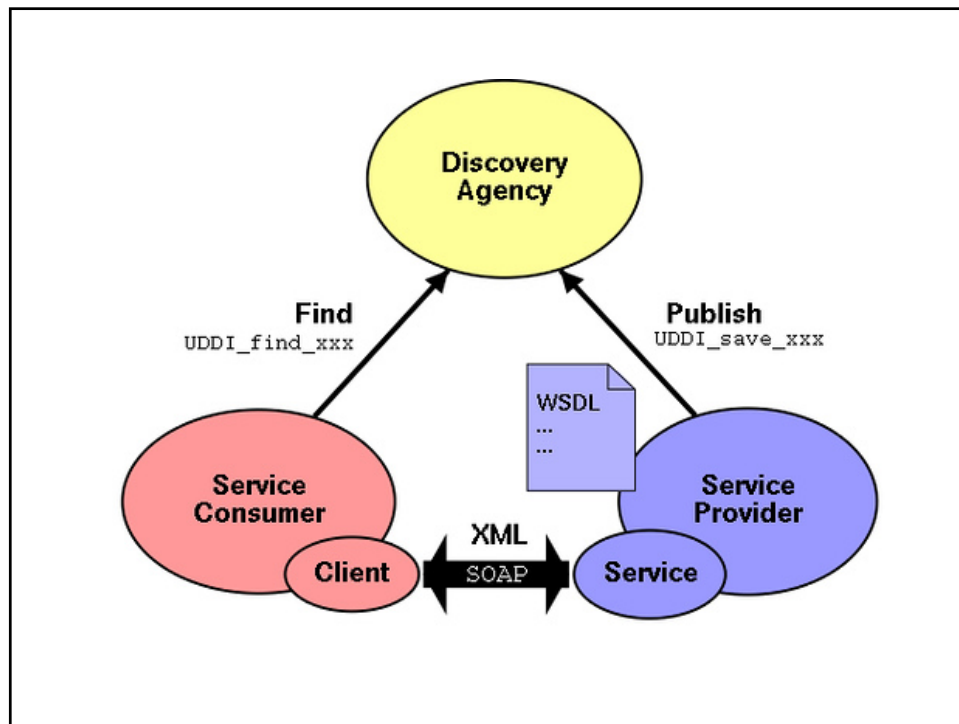 Discovery
Agency
Find
UDDI_find_xxx
Publish
UDDI_save_xxx
WSDL
...
...
Service
Consumer
Service
Provider
XML
SOAP
Client
Service